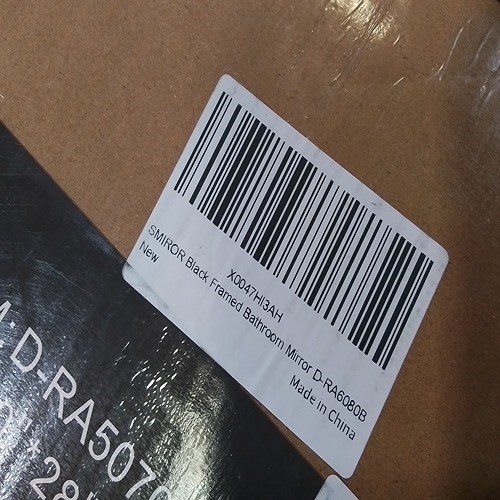 X0047HI3AH
SMIROR Black Framed Bathroom Mirror D-RA6080B
New
Made in China
D-RA507